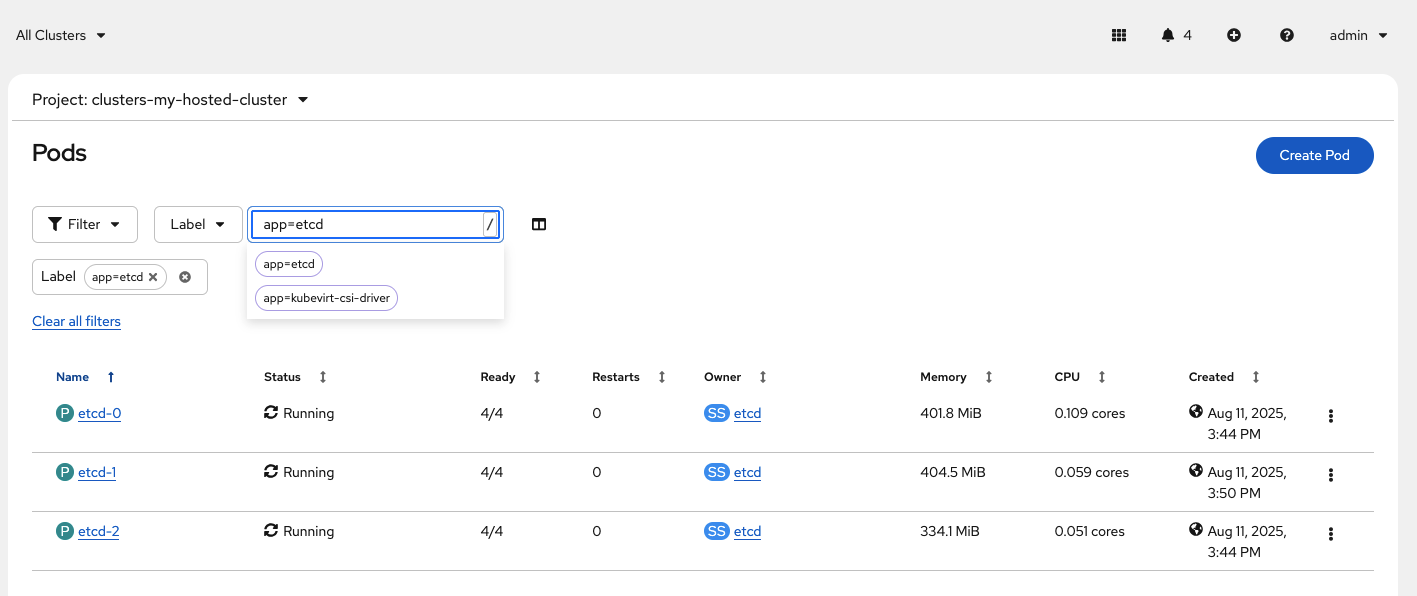 All Clusters 4 admin
Project: clusters-my-hosted-cluster
Pods Create Pod
Filter Label app=etcd /
Label app=etcd
app=etcd
app=kubevirt-csi-driver
Clear all filters
Name Status Ready Restarts Owner Memory CPU Created
P etcd-0 Running 4/4 0 SS etcd 401.8 MiB 0.109 cores Aug 11, 2025,
3:44 PM
P etcd-1 Running 4/4 0 SS etcd 404.5 MiB 0.059 cores Aug 11, 2025,
3:50 PM
P etcd-2 Running 4/4 0 SS etcd 334.1 MiB 0.051 cores Aug 11, 2025,
3:44 PM